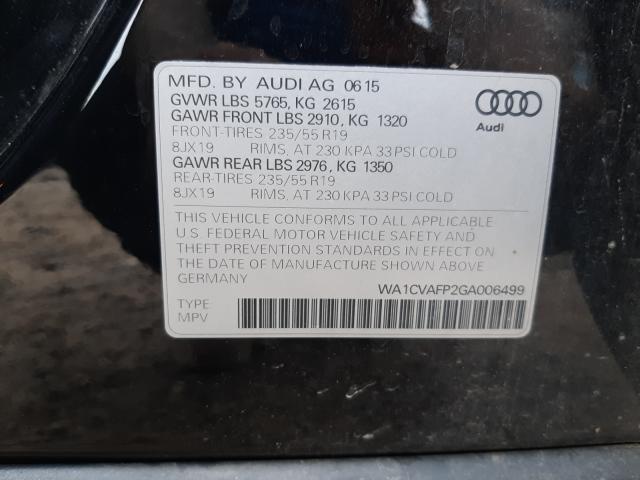 MFD. BY AUDI AG 0615
GVWR LBS 5765, KG 2615
GAWR FRONT LBS 2910, KG 1320
FRONT-TIRES 235/55 R19
8JX19 RIMS, AT 230 KPA 33 PSI COLD
GAWR REAR LBS 2976, KG 1350
REAR-TIRES 235/55 R19
8JX19 RIMS, AT 230 KPA 33 PSI COLD
Audi
THIS VEHICLE CONFORMS TO ALL APPLICABLE
U.S. FEDERAL MOTOR VEHICLE SAFETY AND
THEFT PREVENTION STANDARDS IN EFFECT ON
THE DATE OF MANUFACTURE SHOWN ABOVE.
GERMANY
WA1CVAFP2GA006499
TYPE:
MPV